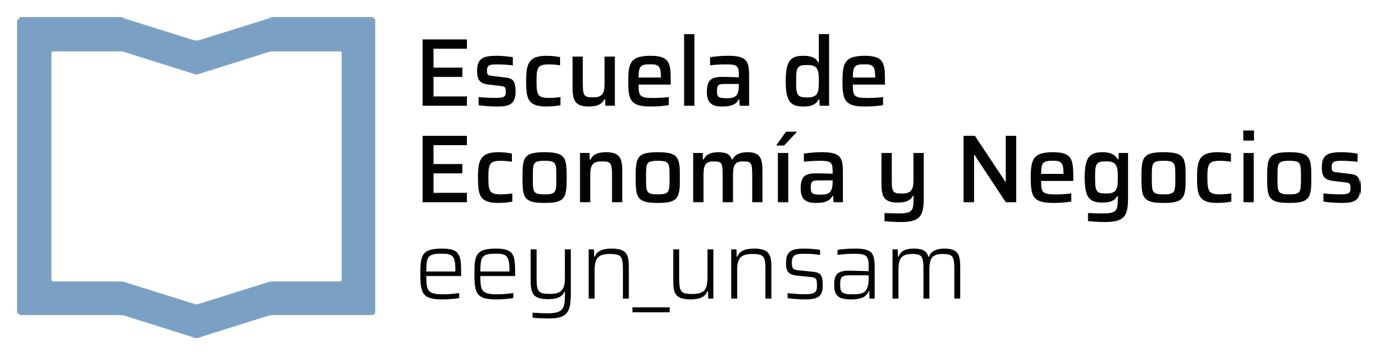 Escuela de
Economía y Negocios
eeyn_unsam